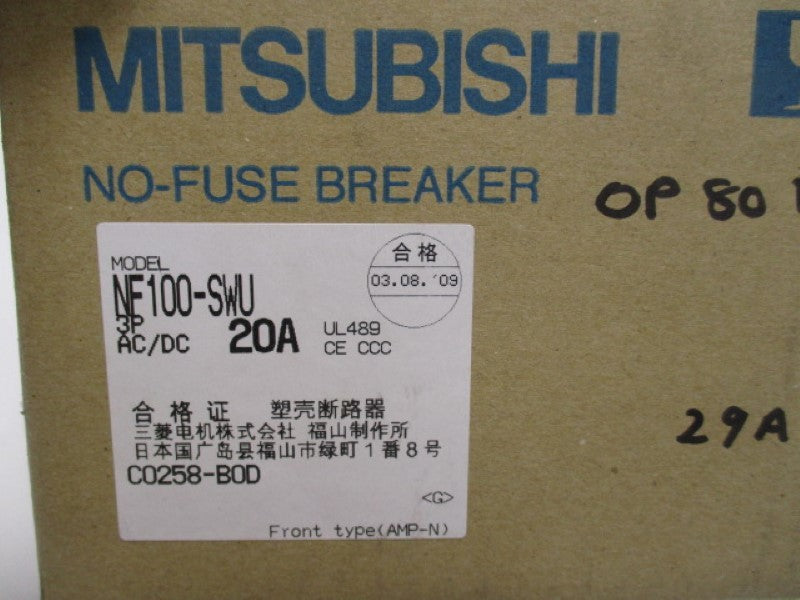 MITSUBISHI
NO-FUSE BREAKER
OP 80
MODEL
NF100-SWU
3P
AC/DC 20A
UL489
CE CCC
合格
03.08.'09
合格证 塑壳断路器
三菱电机株式会社 福山制作所
日本国广岛县福山市绿町1番8号
C0258-B0D
<G>
Front type(AMP-N)
29A